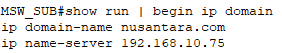 MSW_SUB#show run | begin ip domain
ip domain-name nusantara.com
ip name-server 192.168.10.75